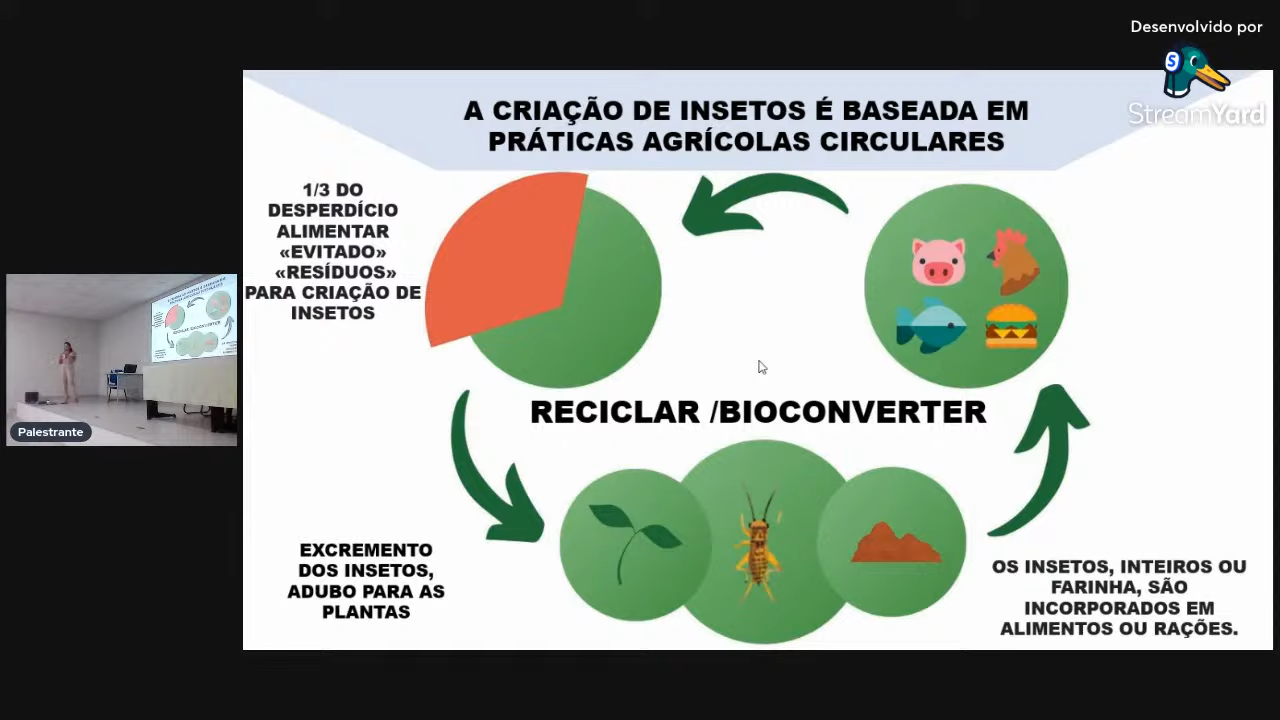 Desenvolvido por
StreamYard
A CRIAÇÃO DE INSETOS É BASEADA EM
PRÁTICAS AGRÍCOLAS CIRCULARES
1/3 DO
DESPERDÍCIO
ALIMENTAR
«EVITADO»
«RESÍDUOS»
PARA CRIAÇÃO DE
INSETOS
RECICLAR /BIOCONVERTER
Palestrante
EXCREMENTO
DOS INSETOS,
ADUBO PARA AS
PLANTAS
OS INSETOS, INTEIROS OU
FARINHA, SÃO
INCORPORADOS EM
ALIMENTOS OU RAÇÕES.